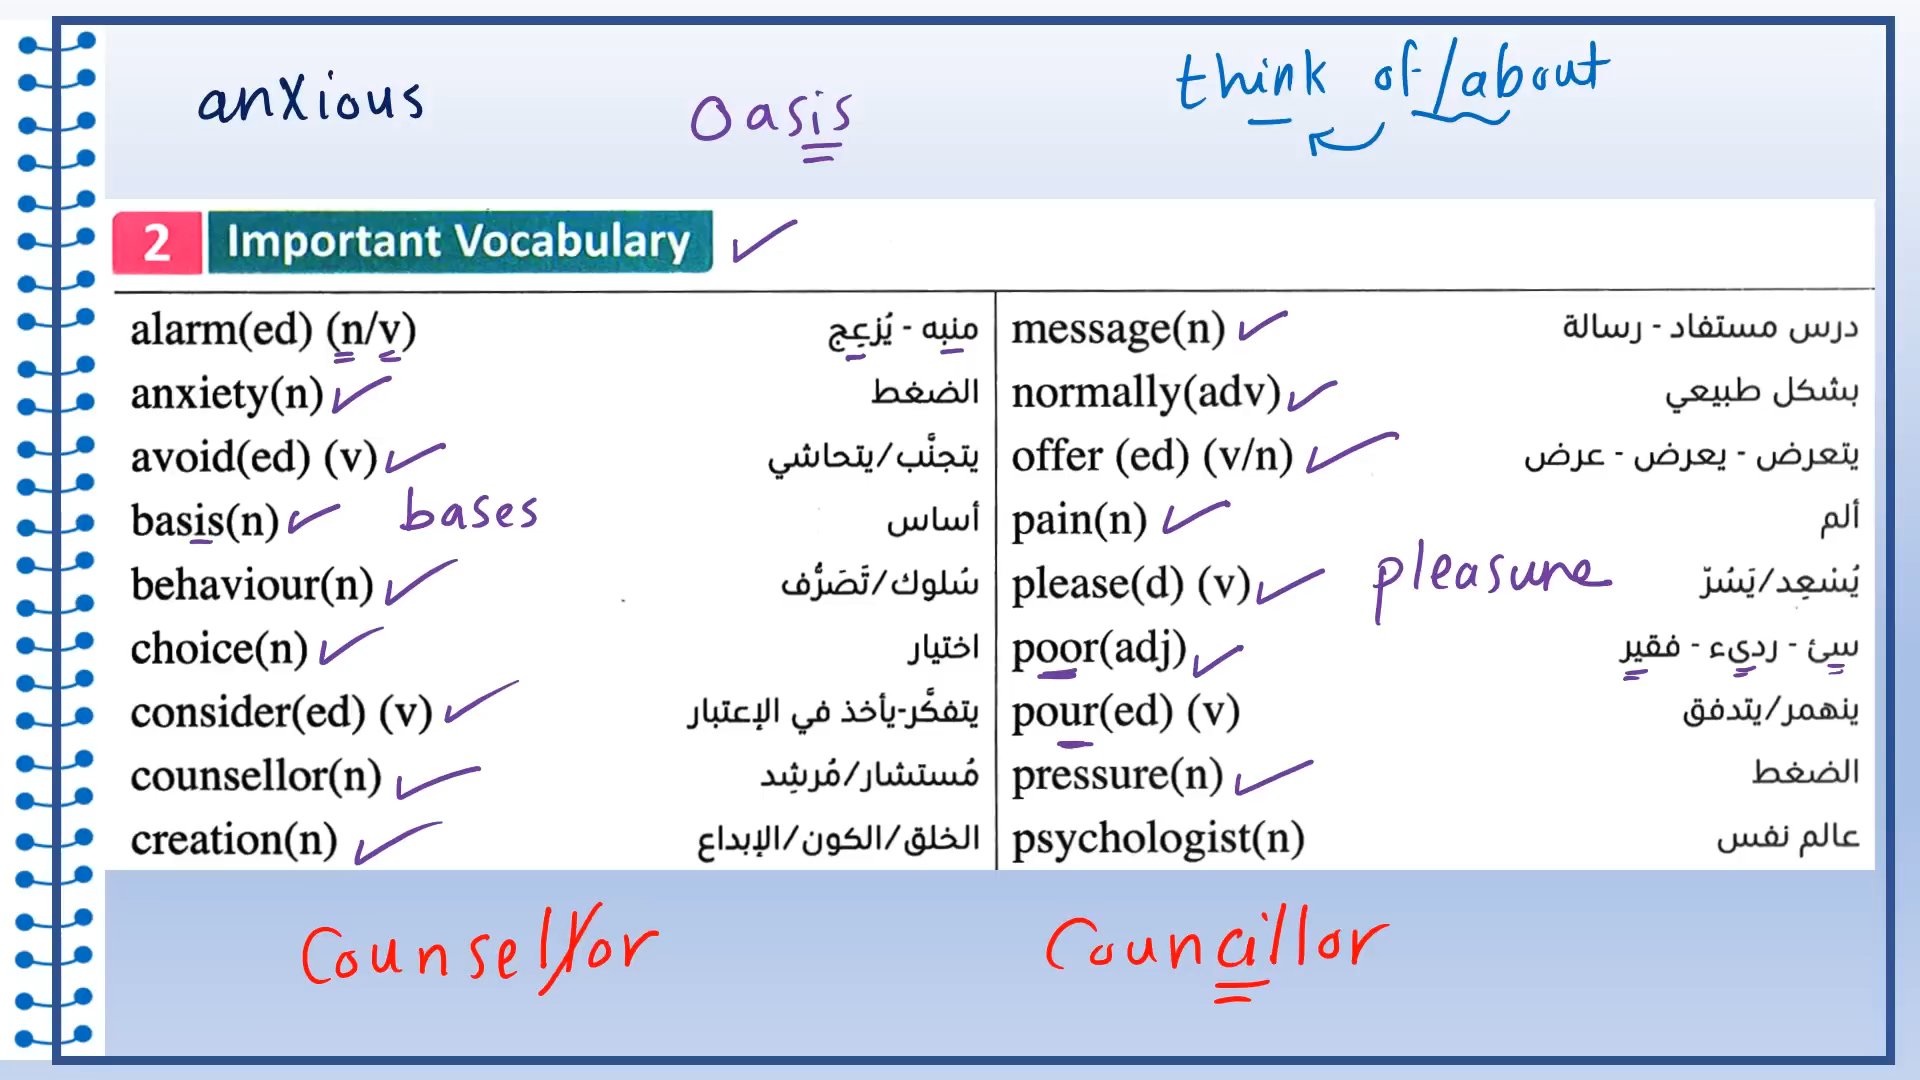 anxious
oasis
think of/about
2 Important Vocabulary
alarm(ed) (n/v) منبه - يُزعِج
anxiety(n) الضغط
avoid(ed) (v) يتجنَّب/يتحاشي
basis(n) bases أساس
behaviour(n) سُلوك/تَصَرُّف
choice(n) اختيار
consider(ed) (v) يتفكَّر-يأخذ في الإعتبار
counsellor(n) مُستشار/مُرشِد
creation(n) الخلق/الكون/الإبداع
message(n) درس مستفاد - رسالة
normally(adv) بشكل طبيعي
offer (ed) (v/n) يتعرض - يعرض - عرض
pain(n) ألم
please(d) (v) pleasure يُسْعِد/يَسُرّ
poor(adj) سئ - رديء - فقير
pour(ed) (v) ينهمر/يتدفق
pressure(n) الضغط
psychologist(n) عالم نفس
Counsellor
Councillor